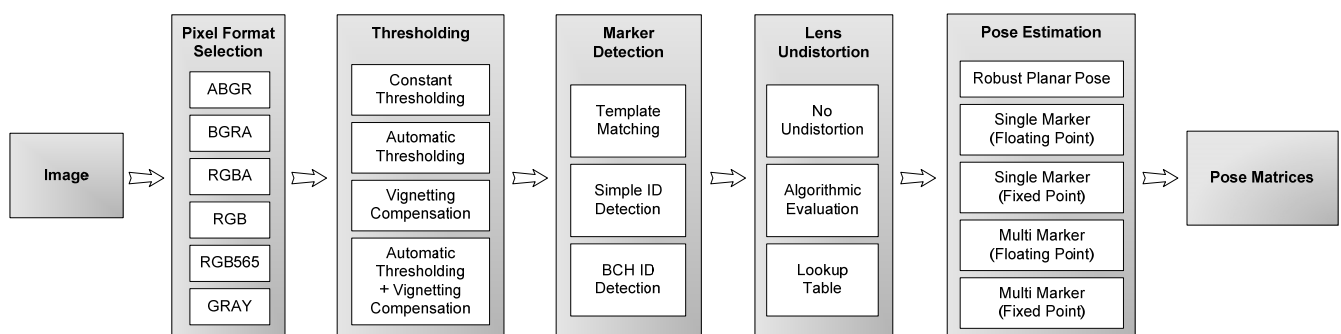 Image
Pixel Format
Selection
ABGR
BGRA
RGBA
RGB
RGB565
GRAY
Thresholding
Constant
Thresholding
Automatic
Thresholding
Vignetting
Compensation
Automatic
Thresholding
+ Vignetting
Compensation
Marker
Detection
Template
Matching
Simple ID
Detection
BCH ID
Detection
Lens
Undistortion
No
Undistortion
Algorithmic
Evaluation
Lookup
Table
Pose Estimation
Robust Planar Pose
Single Marker
(Floating Point)
Single Marker
(Fixed Point)
Multi Marker
(Floating Point)
Multi Marker
(Fixed Point)
Pose Matrices